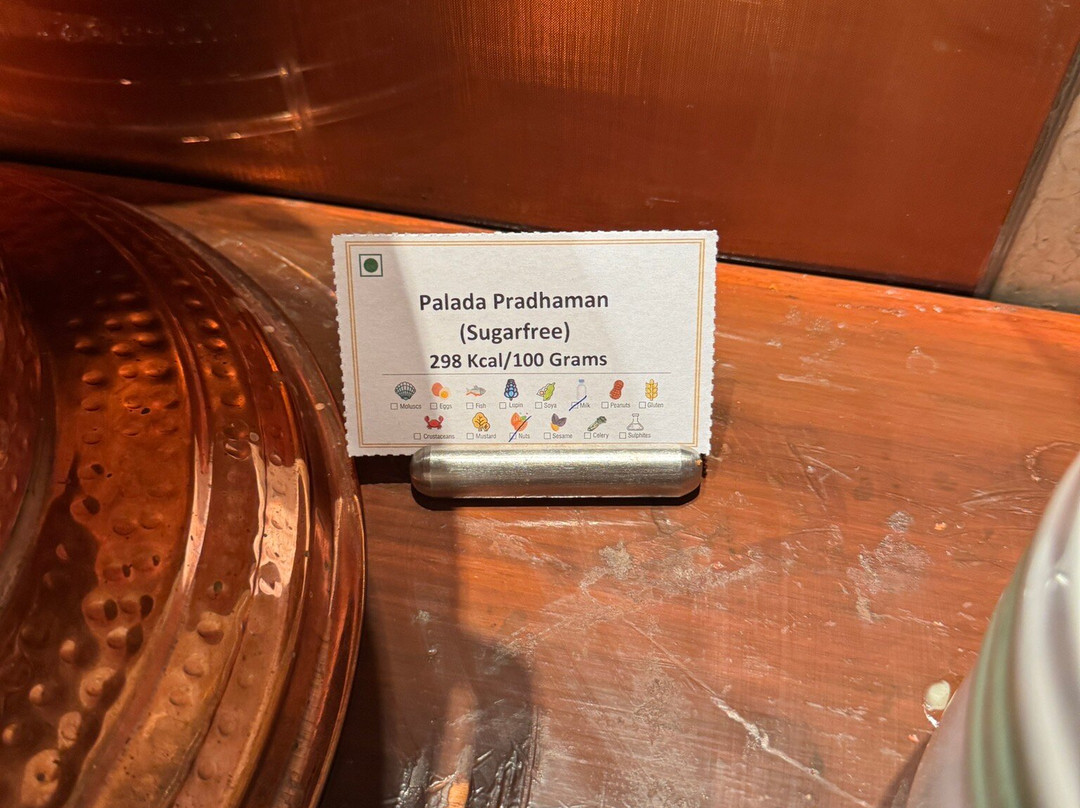 Palada Pradhaman
(Sugarfree)
298 Kcal/100 Grams
Moluscs Eggs Fish Lupin Soya Milk Peanuts Gluten
Crustaceans Mustard Nuts Sesame Celery Sulphites